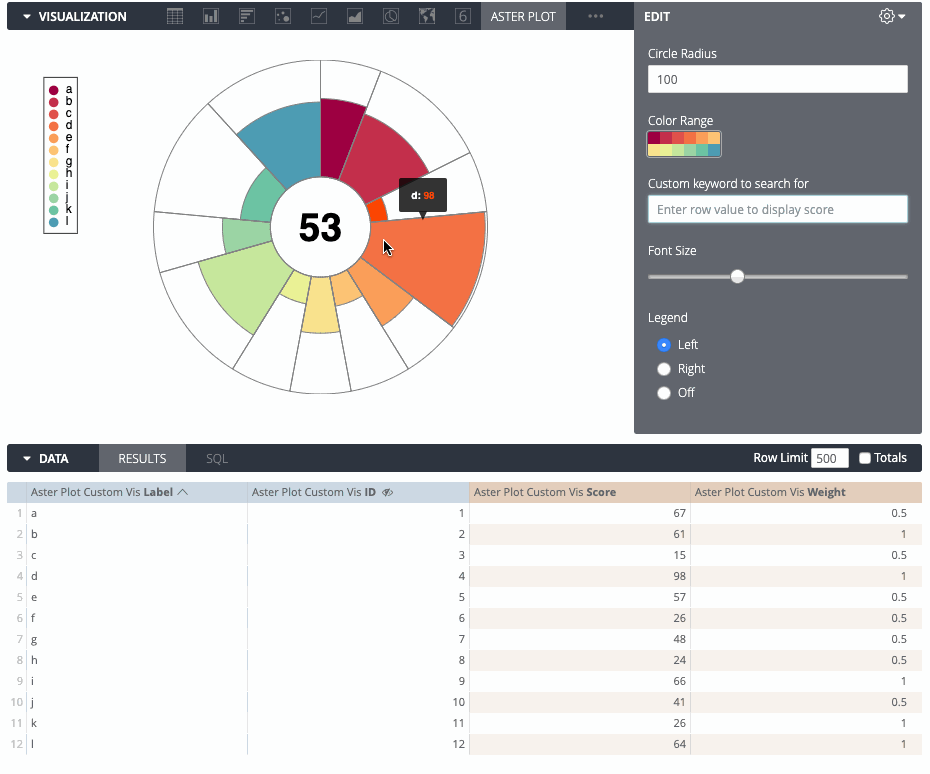 VISUALIZATION 6 ASTER PLOT ••• EDIT
a
b
c
d
e
f
g
h
i
j
k
l
53
d: 98
Circle Radius
100
Color Range
Custom keyword to search for
Enter row value to display score
Font Size
Legend
Left
Right
Off
DATA RESULTS SQL Row Limit 500 Totals
Aster Plot Custom Vis Label Aster Plot Custom Vis ID Aster Plot Custom Vis Score Aster Plot Custom Vis Weight
1 a 1 67 0.5
2 b 2 61 1
3 c 3 15 0.5
4 d 4 98 1
5 e 5 57 0.5
6 f 6 26 0.5
7 g 7 48 0.5
8 h 8 24 0.5
9 i 9 66 1
10 j 10 41 0.5
11 k 11 26 1
12 l 12 64 1